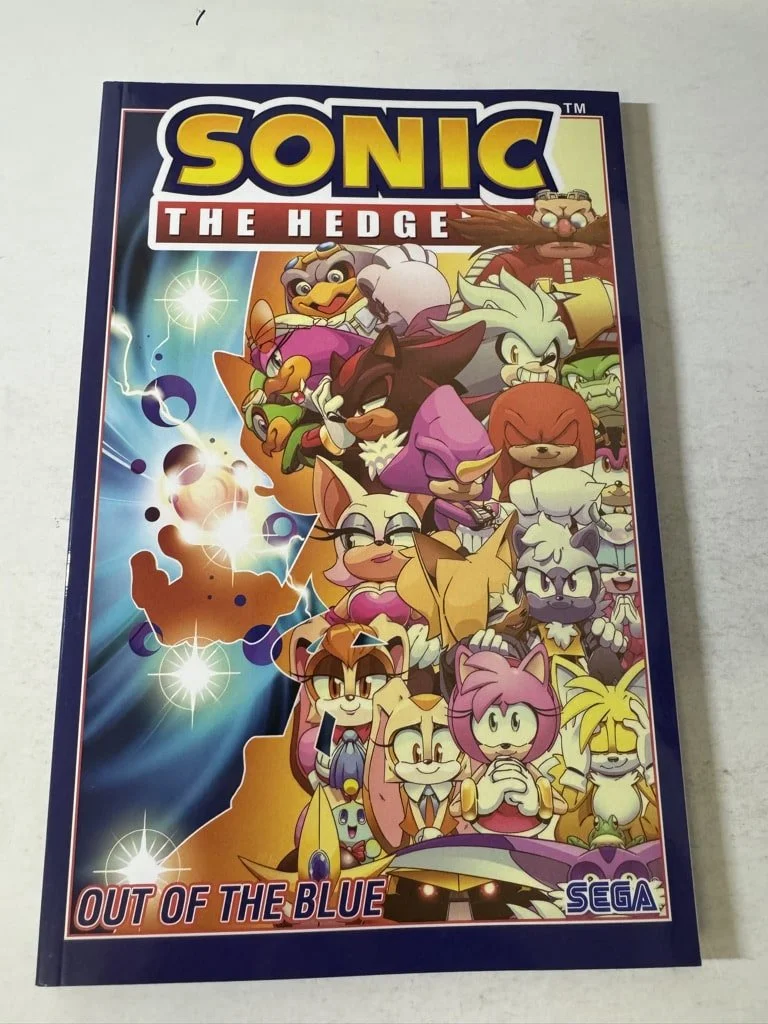 SONIC
TM
THE HEDGE
OUT OF THE BLUE
SEGA